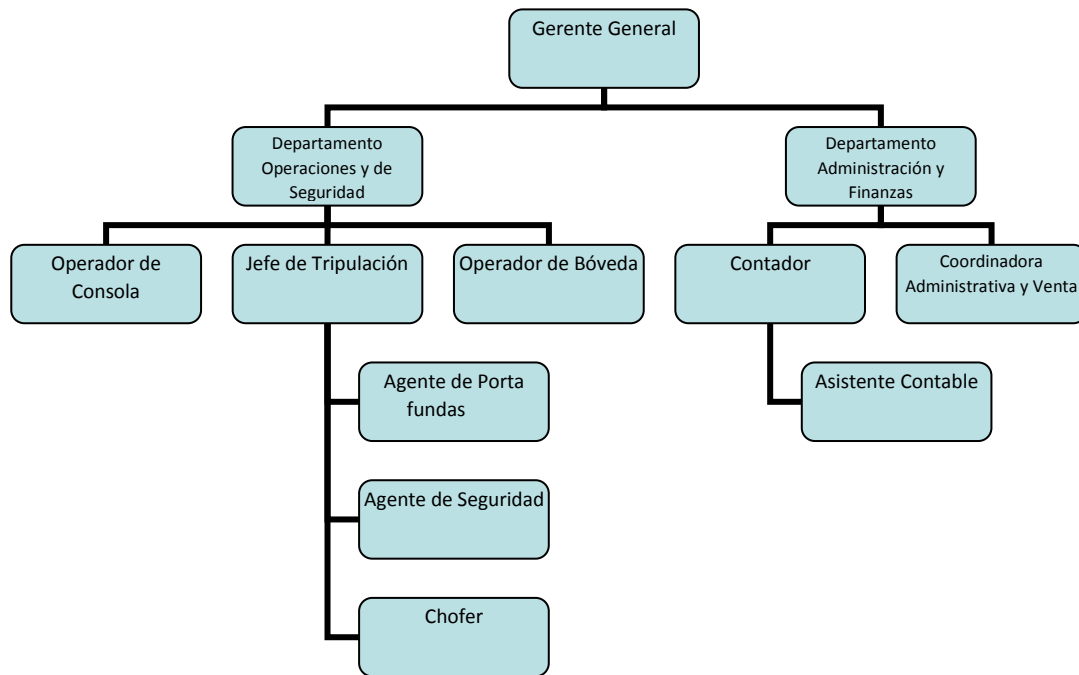 Gerente General
Departamento
Operaciones y de
Seguridad
Departamento
Administración y
Finanzas
Operador de
Consola
Jefe de Tripulación
Operador de Bóveda
Contador
Coordinadora
Administrativa y Venta
Agente de Porta
fundas
Asistente Contable
Agente de Seguridad
Chofer